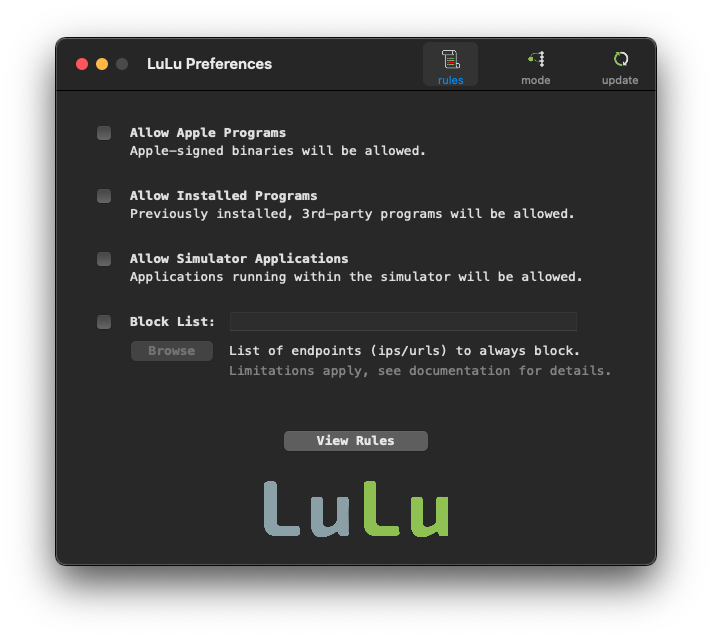 LuLu Preferences
rules
mode
update
Allow Apple Programs
Apple-signed binaries will be allowed.
Allow Installed Programs
Previously installed, 3rd-party programs will be allowed.
Allow Simulator Applications
Applications running within the simulator will be allowed.
Block List:
Browse
List of endpoints (ips/urls) to always block.
Limitations apply, see documentation for details.
View Rules
LuLu